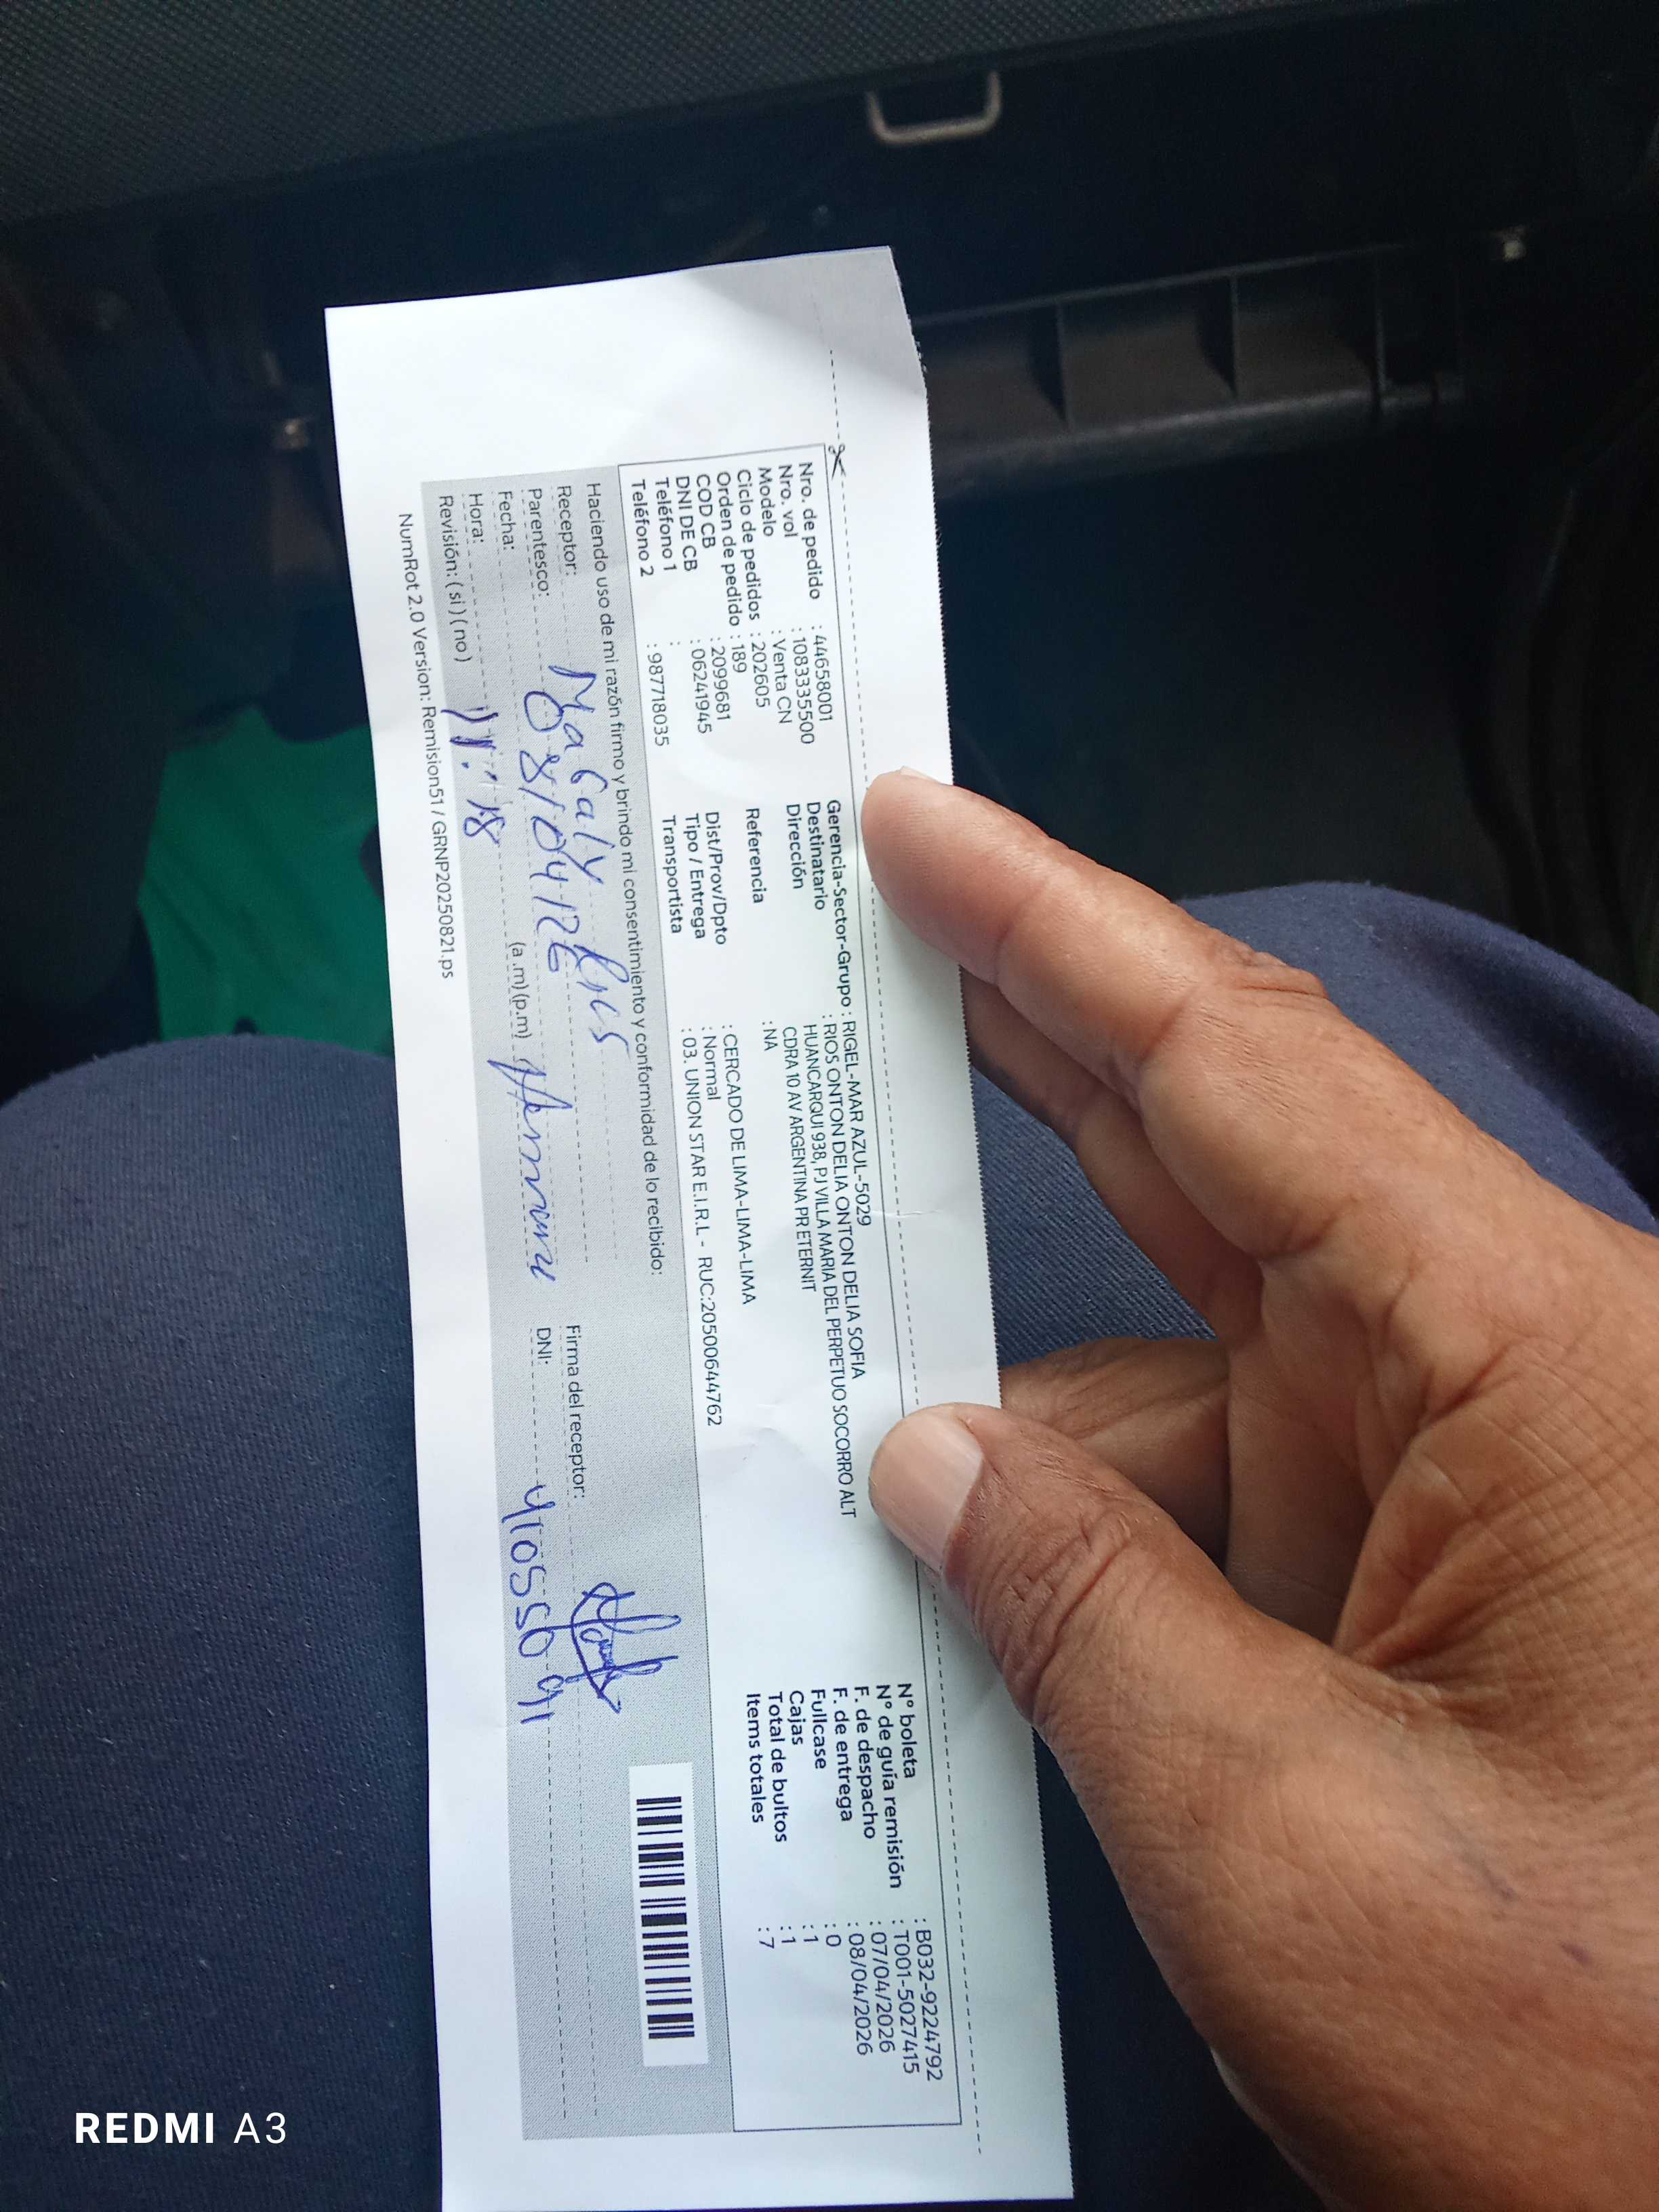 Nro. de pedido : 44658001
Nro. vol : 1083335500
Modelo : Venta CN
Ciclo de pedidos : 202605
Orden de pedido : 189
COD CB : 2099681
DNI DE CB : 06241945
Teléfono 1 :
Teléfono 2 : 987718035
Gerencia-Sector-Grupo : RIGEL-MAR AZUL-5029
Destinatario : RIOS ONTON DELIA ONTON DELIA SOFIA
Dirección HUANCARQUI 938, PJ VILLA MARIA DEL PERPETUO SOCORRO ALT
CDRA 10 AV ARGENTINA PR ETERNIT
Referencia : NA
Dist/Prov/Dpto : CERCADO DE LIMA-LIMA-LIMA
Tipo / Entrega : Normal
Transportista : 03. UNION STAR E.I.R.L - RUC:20500644762
N° boleta : B032-9224792
N° de guía remisión : T001-5027415
F. de despacho : 07/04/2026
F. de entrega : 08/04/2026
Fullcase : 0
Cajas : 1
Total de bultos : 1
Items totales : 7
Haciendo uso de mi razón firmo y brindo mi consentimiento y conformidad de lo recibido:
Receptor: Magaly Rios
Parentesco:
Fecha: 08/04/26
Hora: 11:18 (a.m)(p.m)
Revisión: (si) (no)
Firma del receptor:
DNI: 41055091
NumRot 2.0 Version: Remision51 / GRNP20250821.ps
REDMI A3